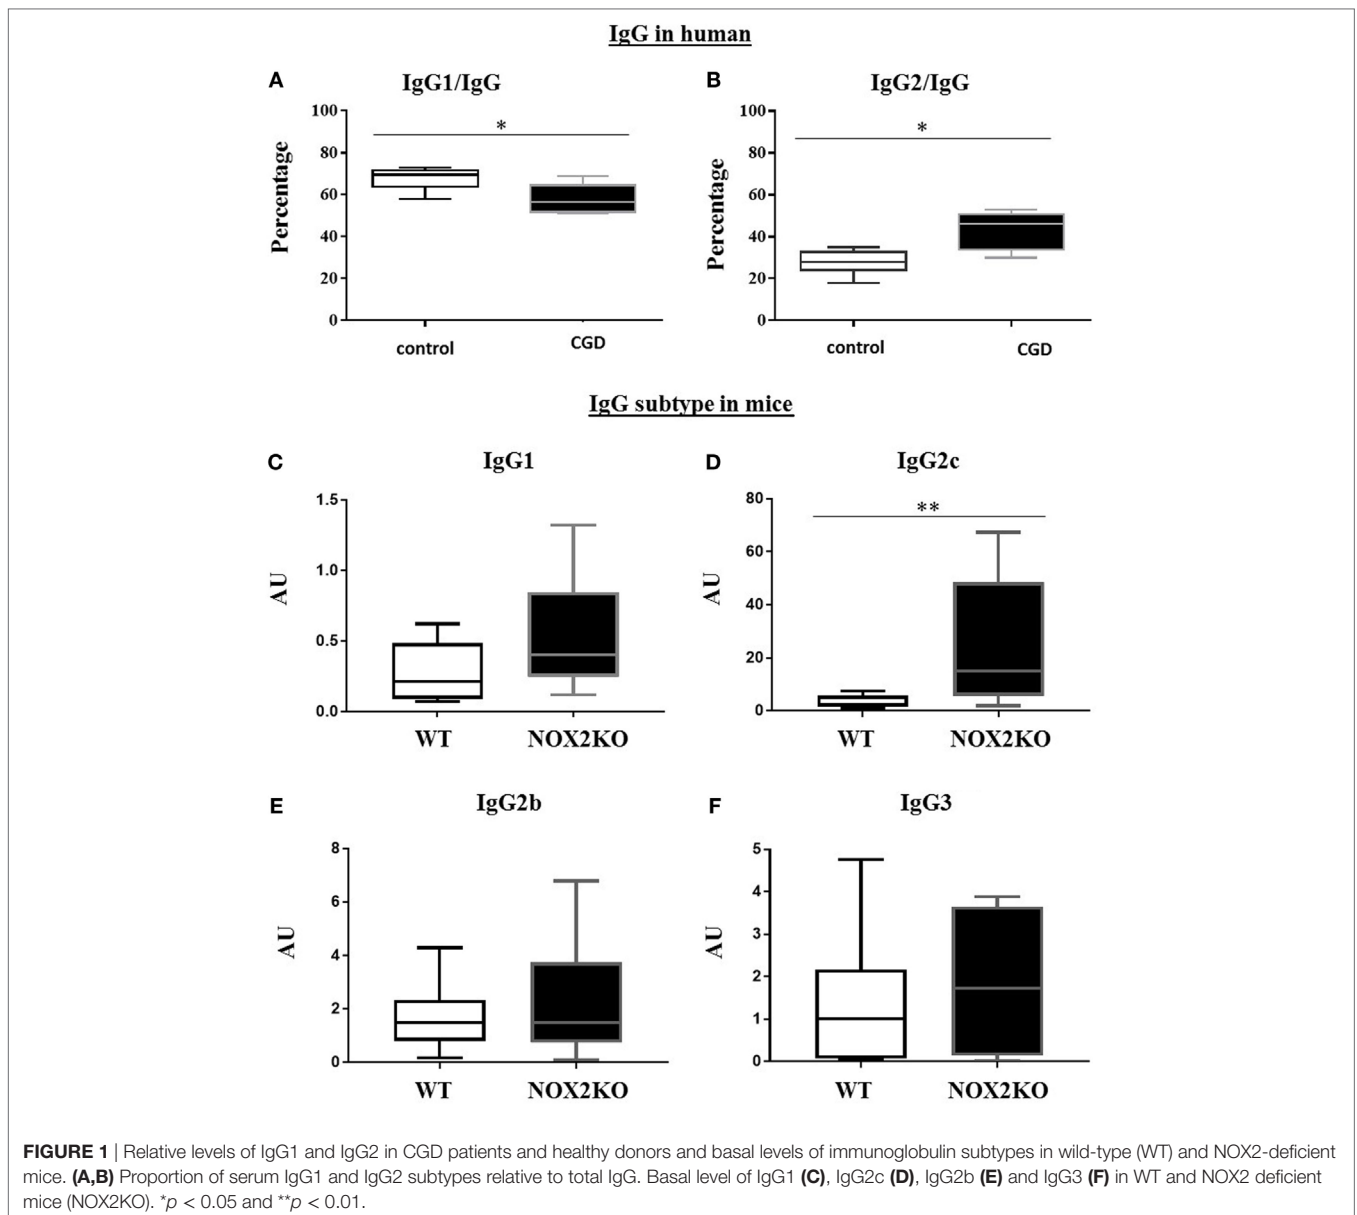 IgG in human
A
IgG1/IgG
B
IgG2/IgG
100
80
60
40
20
0
Percentage
*
control
CGD
100
80
60
40
20
0
Percentage
*
control
CGD
IgG subtype in mice
C
IgG1
D
IgG2c
1.5
1.0
0.5
0.0
AU
WT
NOX2KO
80
60
40
20
0
AU
**
WT
NOX2KO
E
IgG2b
F
IgG3
8
6
4
2
0
AU
WT
NOX2KO
5
4
3
2
1
0
AU
WT
NOX2KO
FIGURE 1 | Relative levels of IgG1 and IgG2 in CGD patients and healthy donors and basal levels of immunoglobulin subtypes in wild-type (WT) and NOX2-deficient
mice. (A,B) Proportion of serum IgG1 and IgG2 subtypes relative to total IgG. Basal level of IgG1 (C), IgG2c (D), IgG2b (E) and IgG3 (F) in WT and NOX2 deficient
mice (NOX2KO). *p < 0.05 and **p < 0.01.